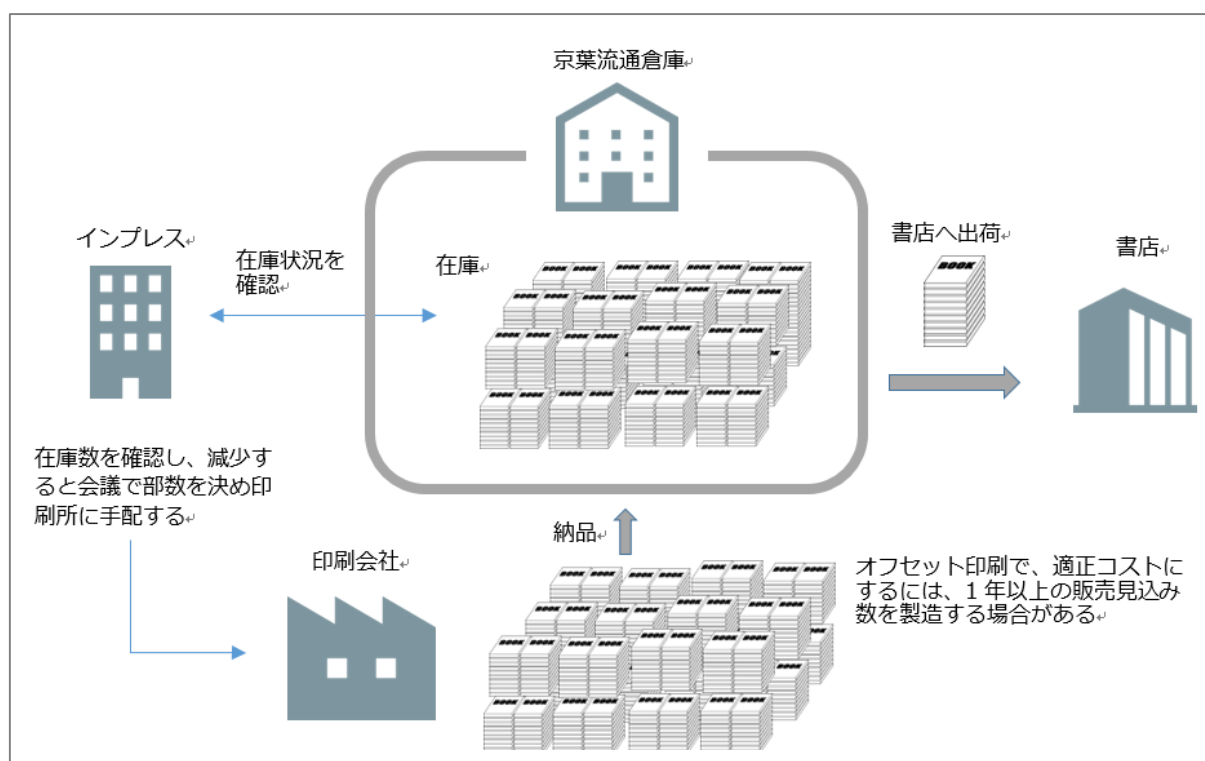 京葉流通倉庫
インプレス
在庫状況を
確認
在庫
書店へ出荷
BOOK
書店
在庫数を確認し、減少す
ると会議で部数を決め印
刷所に手配する
納品
印刷会社
オフセット印刷で、適正コストに
するには、1年以上の販売見込み
数を製造する場合がある